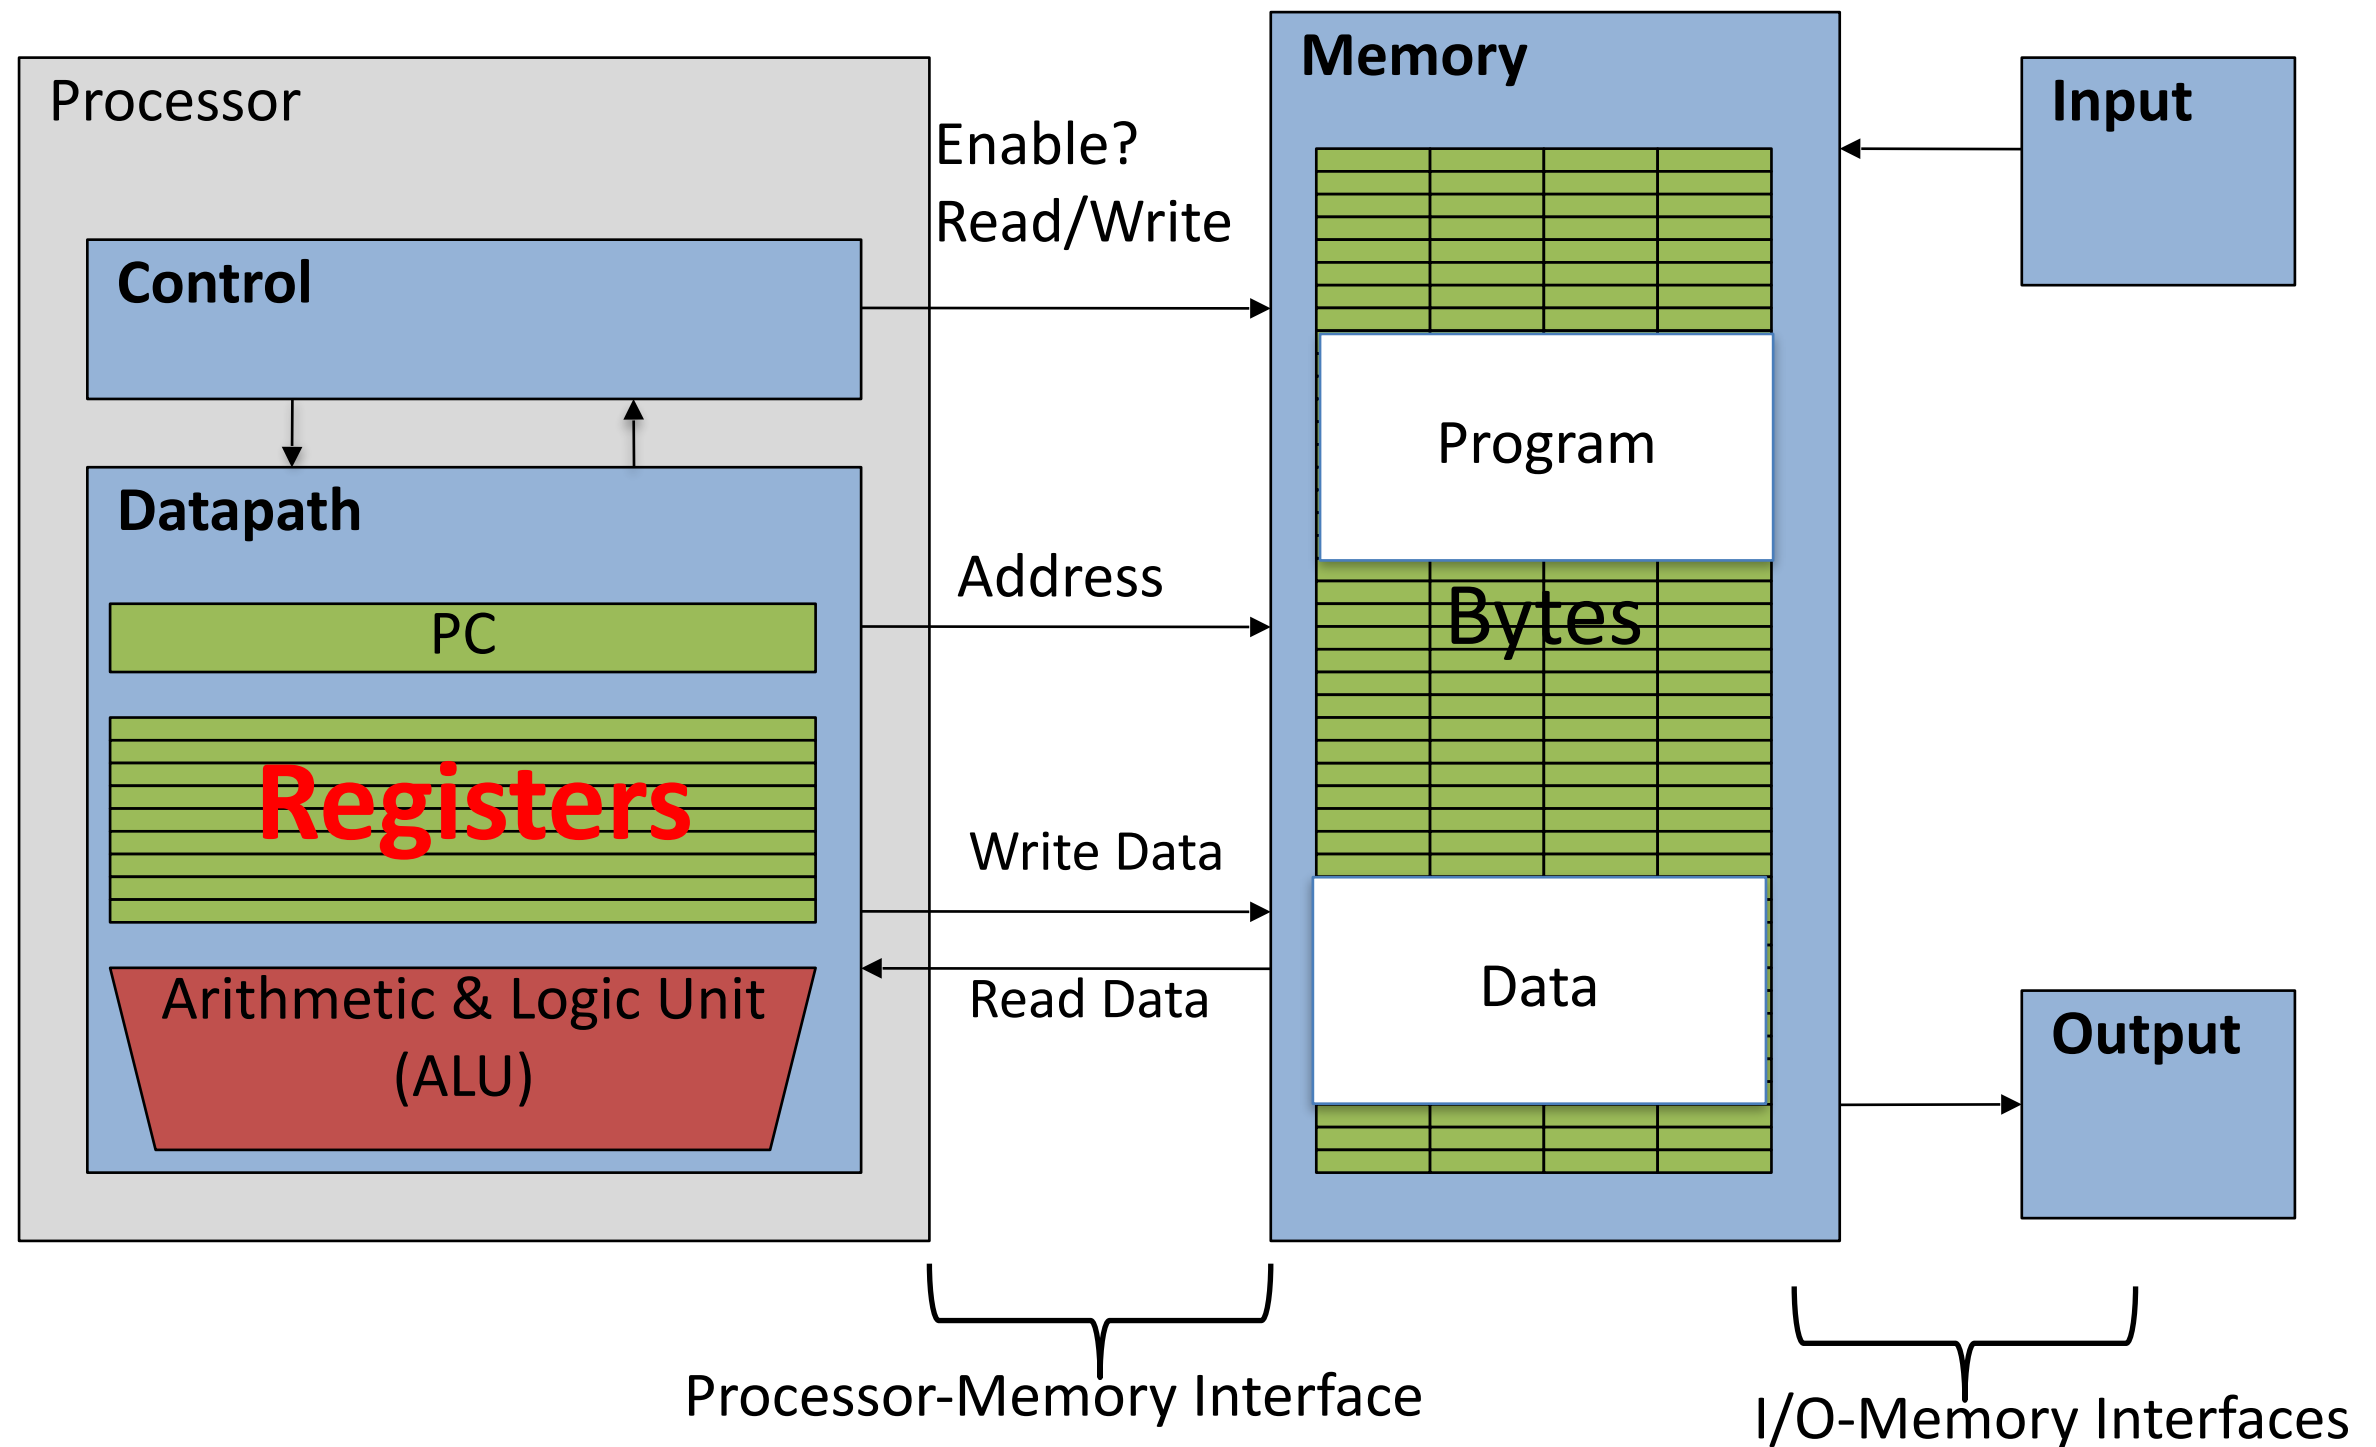 Processor
Control
Datapath
PC
Registers
Arithmetic & Logic Unit
(ALU)
Enable?
Read/Write
Address
Write Data
Read Data
Memory
Program
Bytes
Data
Input
Output
Processor-Memory Interface
I/O-Memory Interfaces